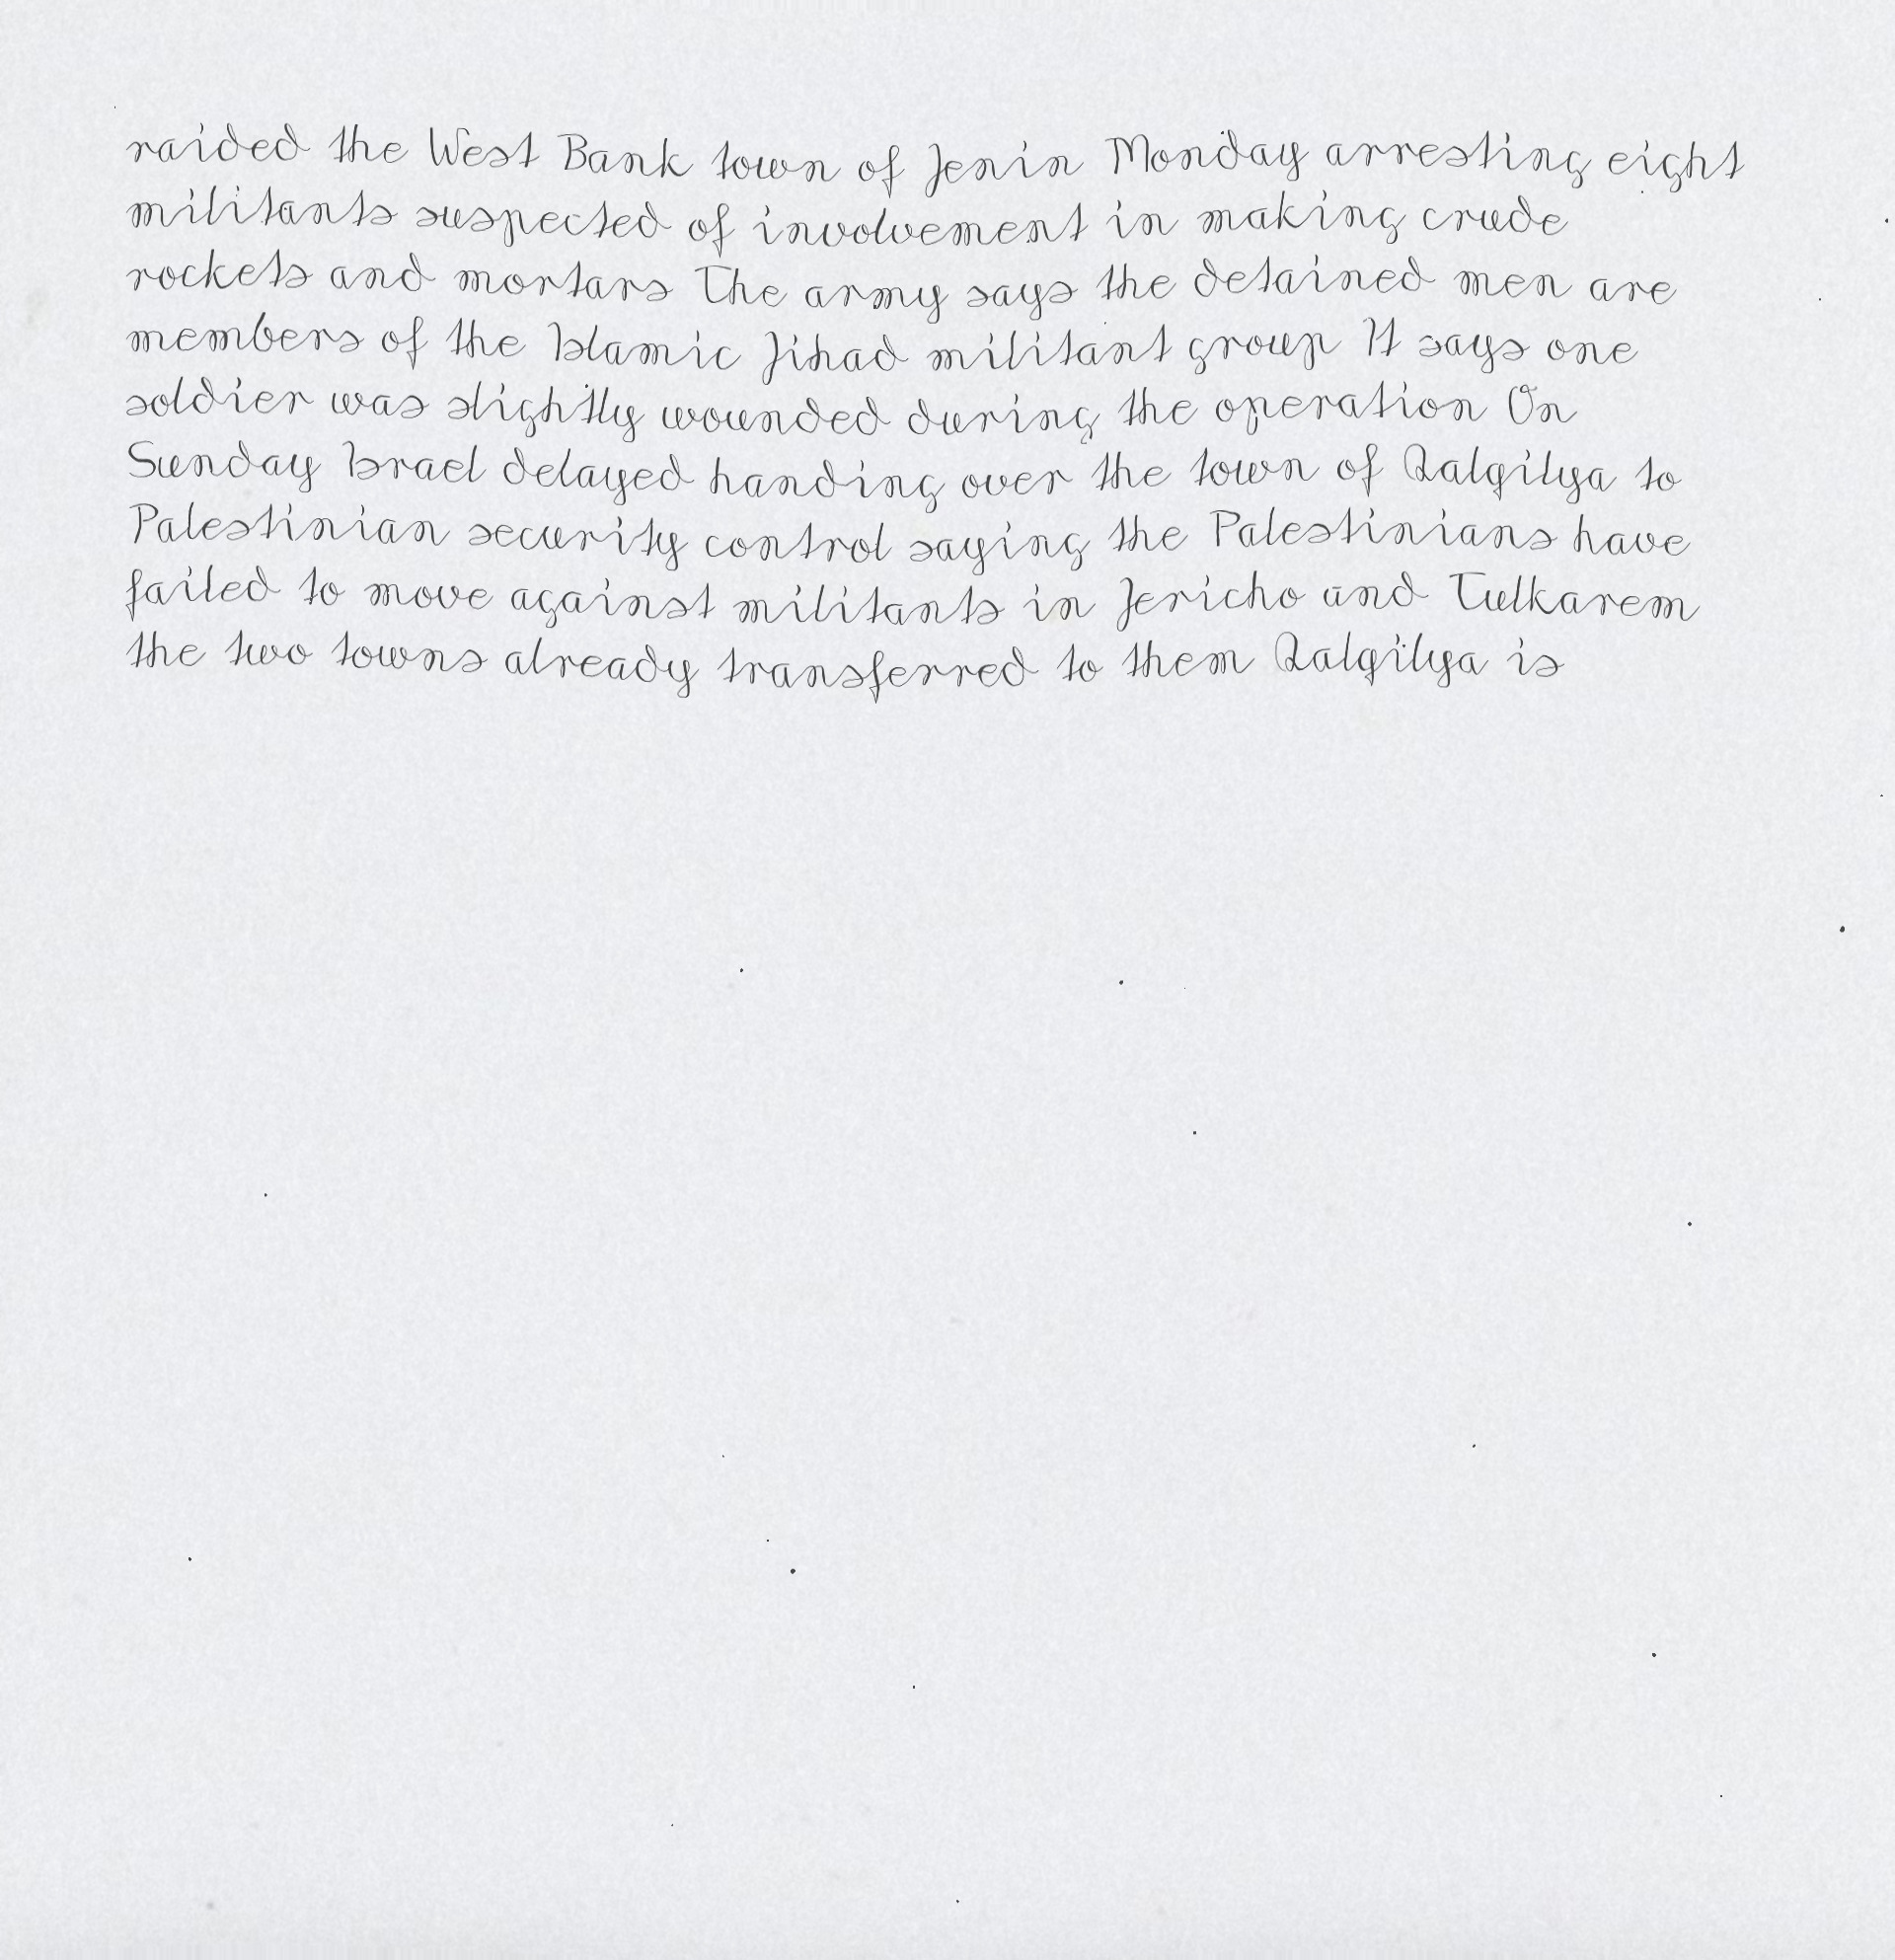 raided the West Bank town of Jenin Monday arresting eight
militants suspected of involvement in making crude
rockets and mortars The army says the detained men are
members of the Islamic Jihad militant group It says one
soldier was slightly wounded during the operation On
Sunday Israel delayed handing over the town of Qalqilya to
Palestinian security control saying the Palestinians have
failed to move against militants in Jericho and Tulkarem
the two towns already transferred to them Qalqilya is